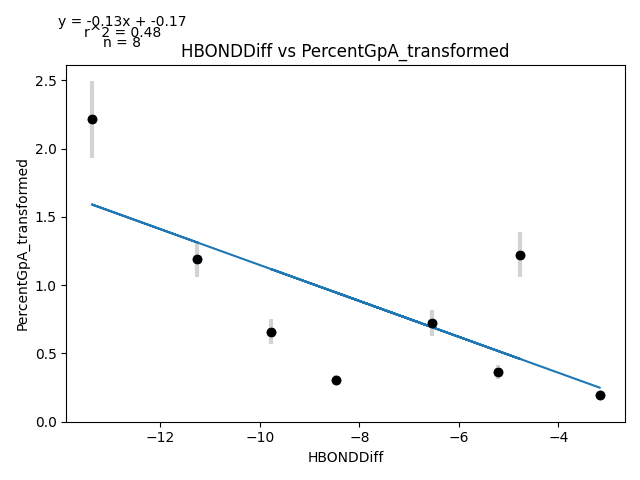 y = -0.13x + -0.17
r^2 = 0.48
n = 8
HBONDDiff vs PercentGpA_transformed
PercentGpA_transformed
2.5
2.0
1.5
1.0
0.5
0.0
−12
−10
−8
−6
−4
HBONDDiff